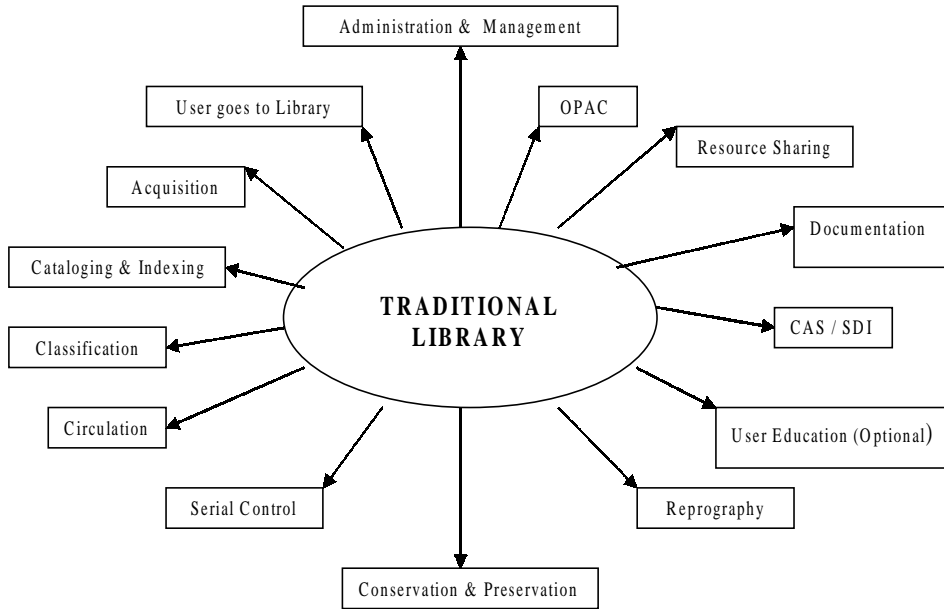 Administration & Management
User goes to Library
OPAC
Resource Sharing
Acquisition
Documentation
Cataloging & Indexing
TRADITIONAL
LIBRARY
CAS / SDI
Classification
Circulation
User Education (Optional)
Serial Control
Reprography
Conservation & Preservation